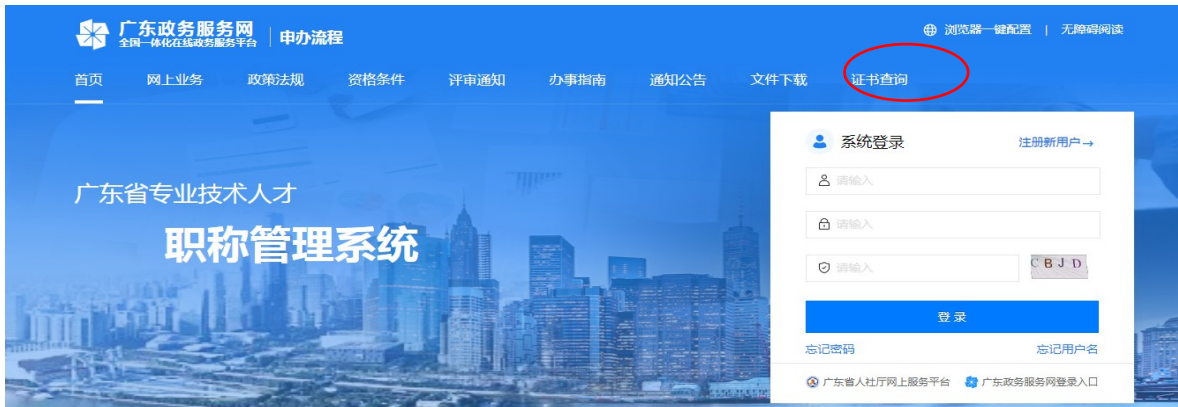 广东政务服务网
全国一体化在线政务服务平台
申办流程
浏览器一键配置 | 无障碍阅读
首页 网上业务 政策法规 资格条件 评审通知 办事指南 通知公告 文件下载 证书查询
系统登录 注册新用户→
请输入
广东省专业技术人才
职称管理系统
请输入
请输入 CBJD
登录
忘记密码 忘记用户名
广东省人社厅网上服务平台 广东政务服务网登录入口